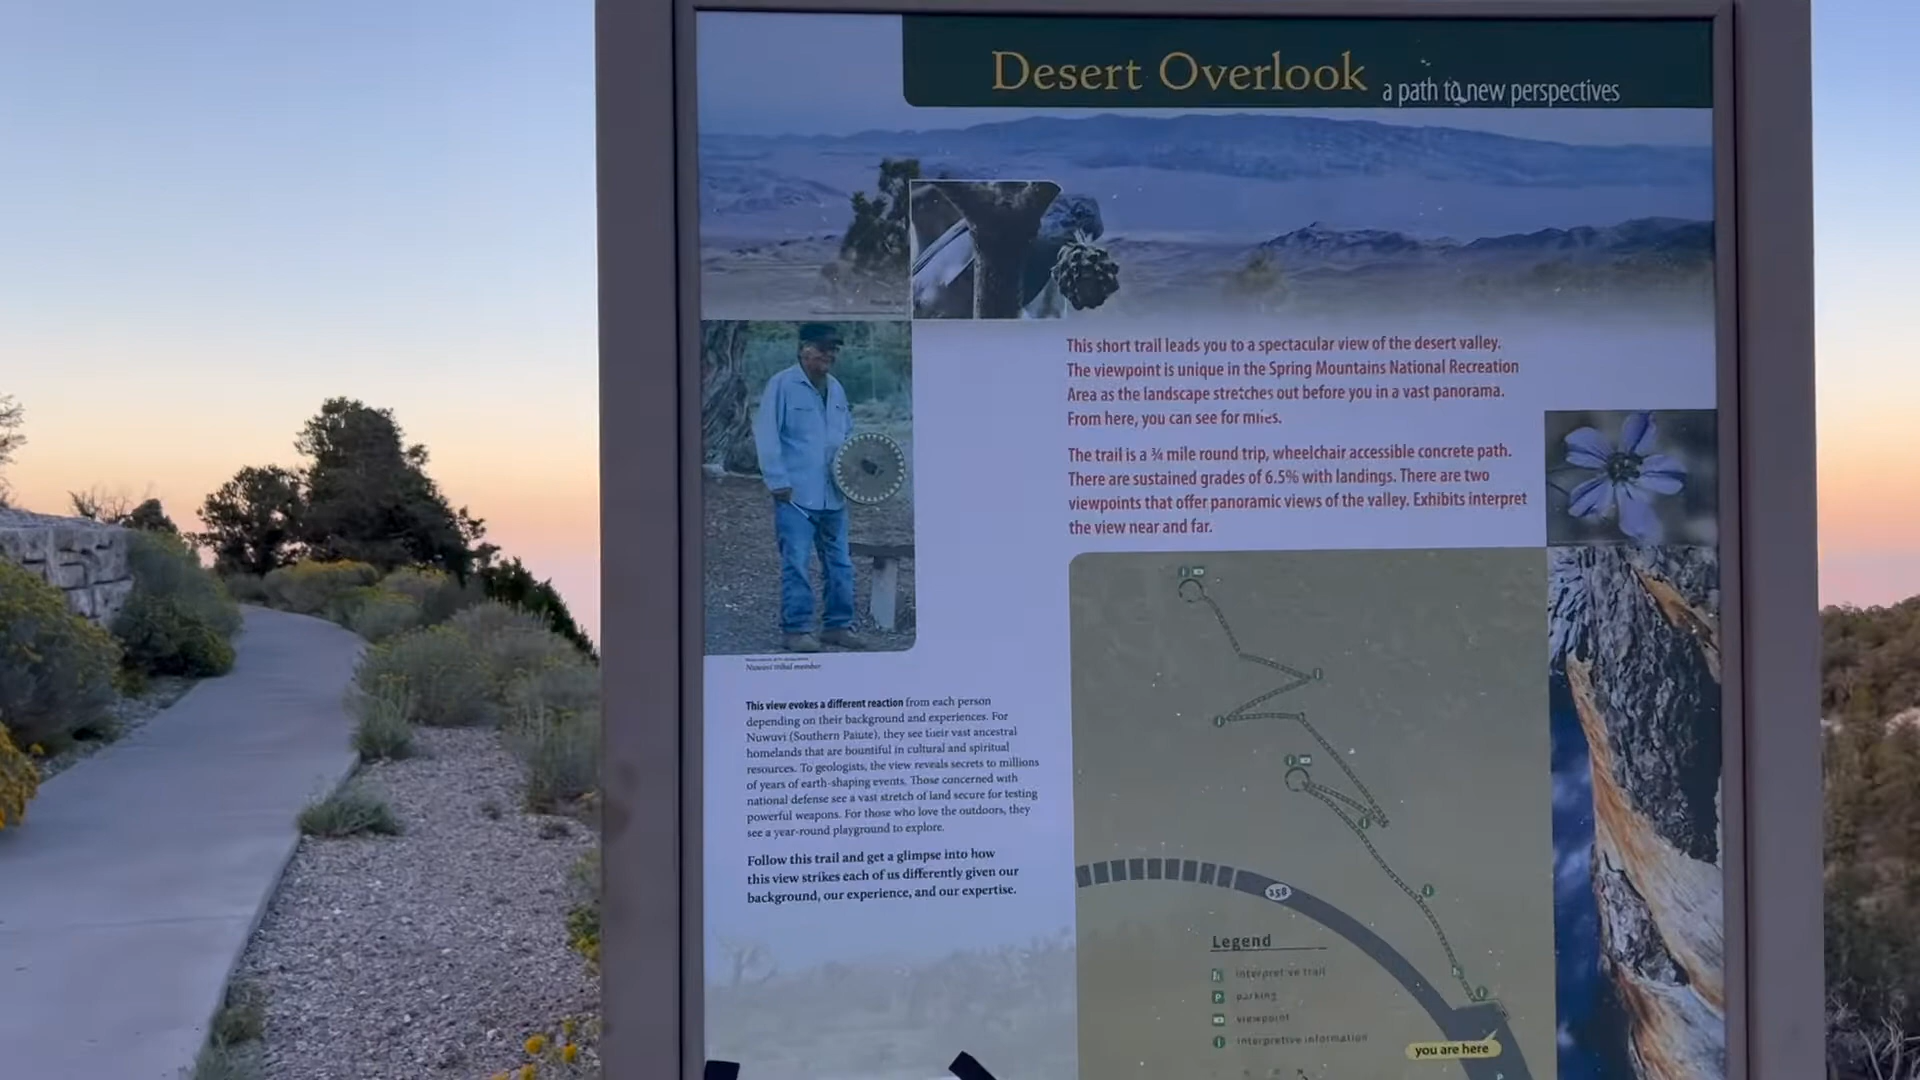 Desert Overlook a path to new perspectives
This short trail leads you to a spectacular view of the desert valley.
The viewpoint is unique in the Spring Mountains National Recreation
Area as the landscape stretches out before you in a vast panorama.
From here, you can see for miles.
The trail is a ¾ mile round trip, wheelchair accessible concrete path.
There are sustained grades of 6.5% with landings. There are two
viewpoints that offer panoramic views of the valley. Exhibits interpret
the view near and far.
Nuwuvi tribal member
This view evokes a different reaction from each person
depending on their background and experiences. For
Nuwuvi (Southern Paiute), they see their vast ancestral
homelands that are bountiful in cultural and spiritual
resources. To geologists, the view reveals secrets to millions
of years of earth-shaping events. Those concerned with
national defense see a vast stretch of land secure for testing
powerful weapons. For those who love the outdoors, they
see a year-round playground to explore.
Follow this trail and get a glimpse into how
this view strikes each of us differently given our
background, our experience, and our expertise.
158
Legend
interpretive trail
P parking
viewpoint
i interpretive information
you are here
P